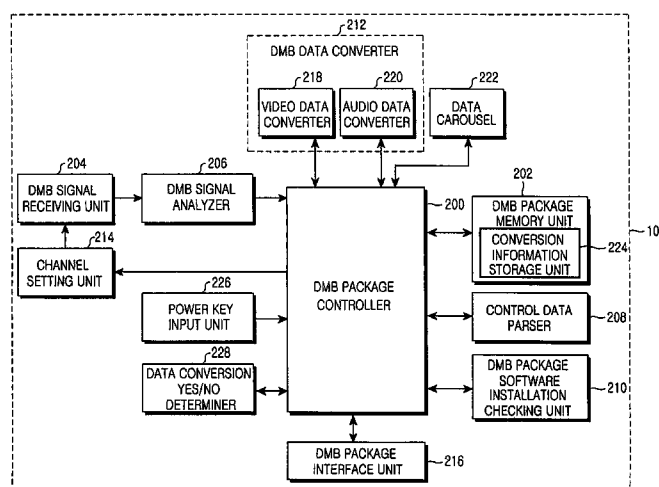 212
DMB DATA CONVERTER
218
VIDEO DATA
CONVERTER
220
AUDIO DATA
CONVERTER
222
DATA
CAROUSEL
204
DMB SIGNAL
RECEIVING UNIT
206
DMB SIGNAL
ANALYZER
200
DMB PACKAGE
CONTROLLER
202
DMB PACKAGE
MEMORY UNIT
CONVERSION
INFORMATION
STORAGE UNIT
224
10
214
CHANNEL
SETTING UNIT
226
POWER KEY
INPUT UNIT
CONTROL DATA
PARSER
208
228
DATA CONVERSION
YES/NO
DETERMINER
DMB PACKAGE
SOFTWARE
INSTALLATION
CHECKING UNIT
210
DMB PACKAGE
INTERFACE UNIT
216